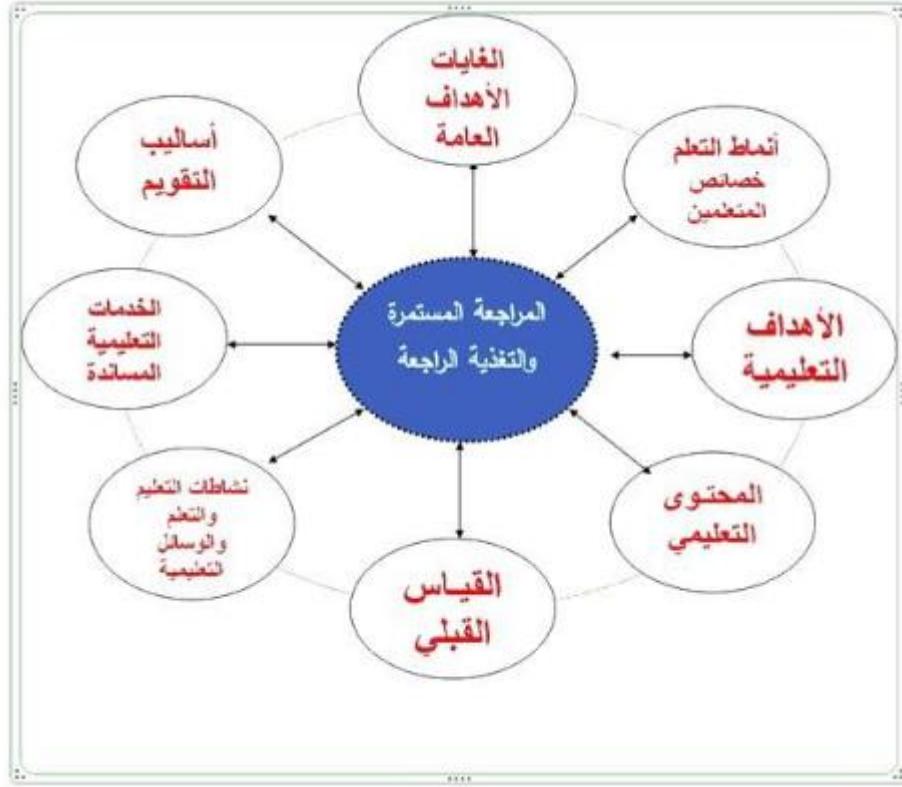 الغايات
الأهداف
العامة
أنماط التعلم
خصائص
المتعلمين
الأهداف
التعليمية
المحتوى
التعليمي
القياس
القبلي
نشاطات التعليم
والتعلم
والوسائل
التعليمية
الخدمات
التعليمية
المساندة
أساليب
التقويم
المراجعة المستمرة
والتغذية الراجعة